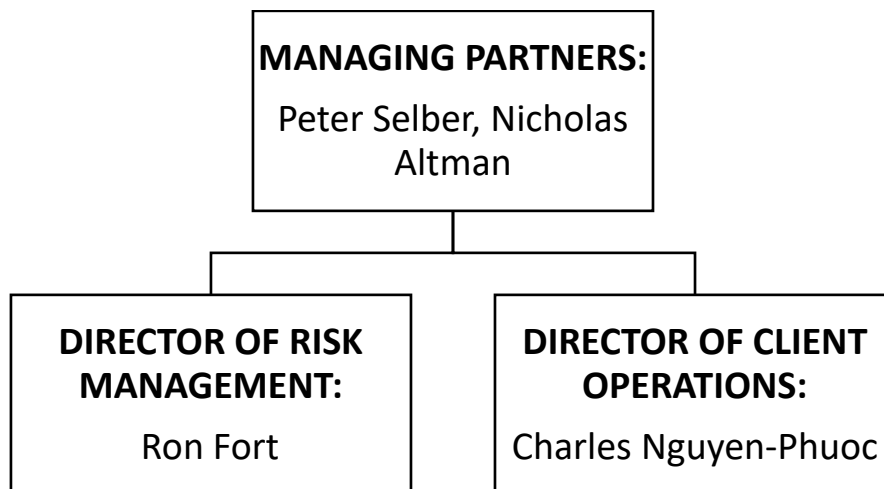 MANAGING PARTNERS:
Peter Selber, Nicholas
Altman
DIRECTOR OF RISK
MANAGEMENT:
Ron Fort
DIRECTOR OF CLIENT
OPERATIONS:
Charles Nguyen-Phuoc